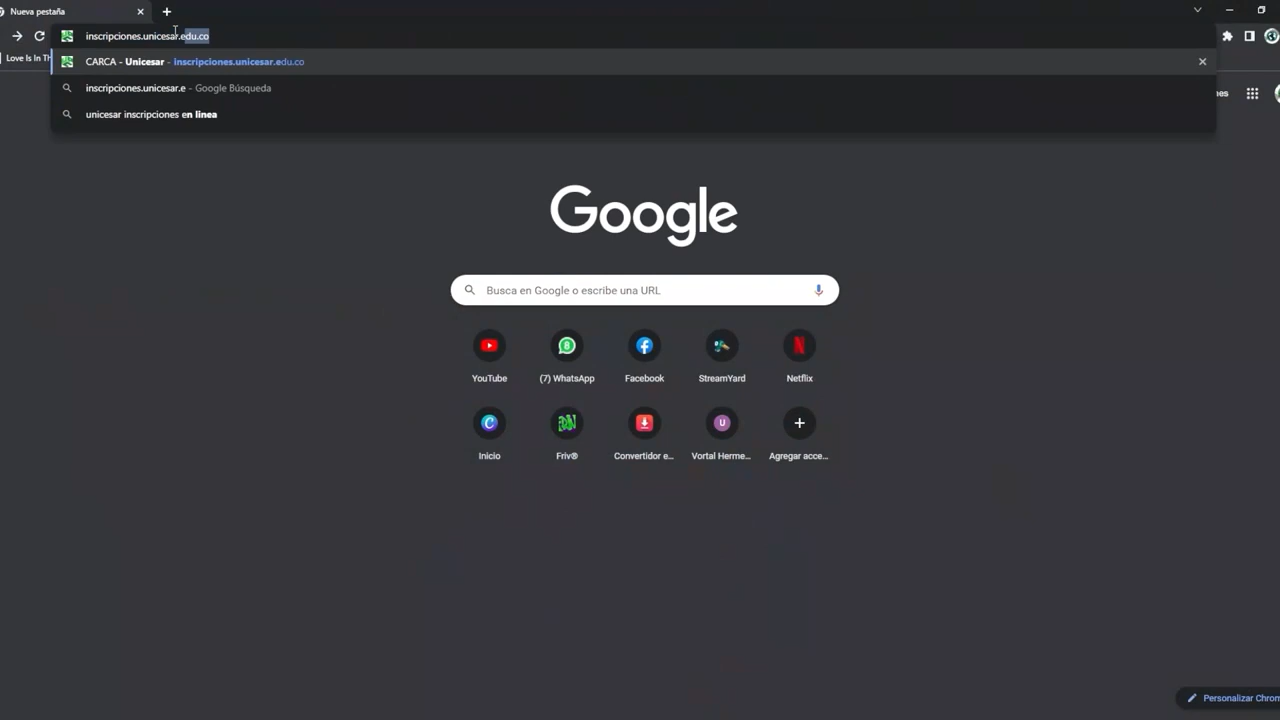 Nueva pestaña
inscripciones.unicesar.edu.co
Love Is In Th
CARCA - Unicesar - inscripciones.unicesar.edu.co
inscripciones.unicesar.e - Google Búsqueda
unicesar inscripciones en linea
nes
Google
Busca en Google o escribe una URL
YouTube
(7) WhatsApp
Facebook
StreamYard
Netflix
Inicio
Friv®
Convertidor e...
U
Vortal Herme...
Agregar acce...
Personalizar Chrom